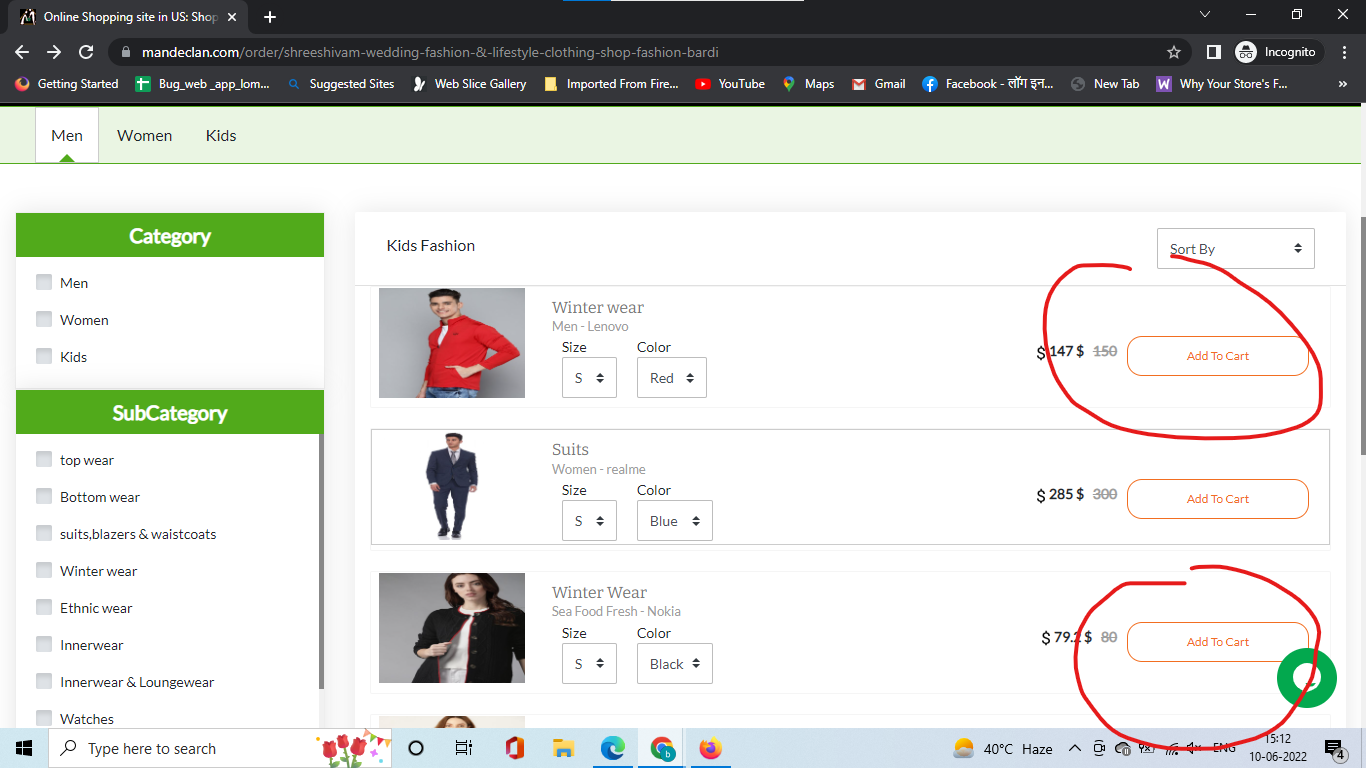 Online Shopping site in US: Shop
mandeclan.com/order/shreeshivam-wedding-fashion-&-lifestyle-clothing-shop-fashion-bardi
Incognito
Getting Started
Bug_web _app_lom...
Suggested Sites
Web Slice Gallery
Imported From Fire...
YouTube
Maps
Gmail
Facebook - लॉग इन...
New Tab
Why Your Store's F...
Men Women Kids
Category
Men
Women
Kids
SubCategory
top wear
Bottom wear
suits,blazers & waistcoats
Winter wear
Ethnic wear
Innerwear
Innerwear & Loungewear
Watches
Kids Fashion
Sort By
Winter wear
Men - Lenovo
Size Color
S Red
$ 147 $ 150
Add To Cart
Suits
Women - realme
Size Color
S Blue
$ 285 $ 300
Add To Cart
Winter Wear
Sea Food Fresh - Nokia
Size Color
S Black
$ 79.2 $ 80
Add To Cart
Type here to search
40°C Haze
ENG
15:12
10-06-2022
4